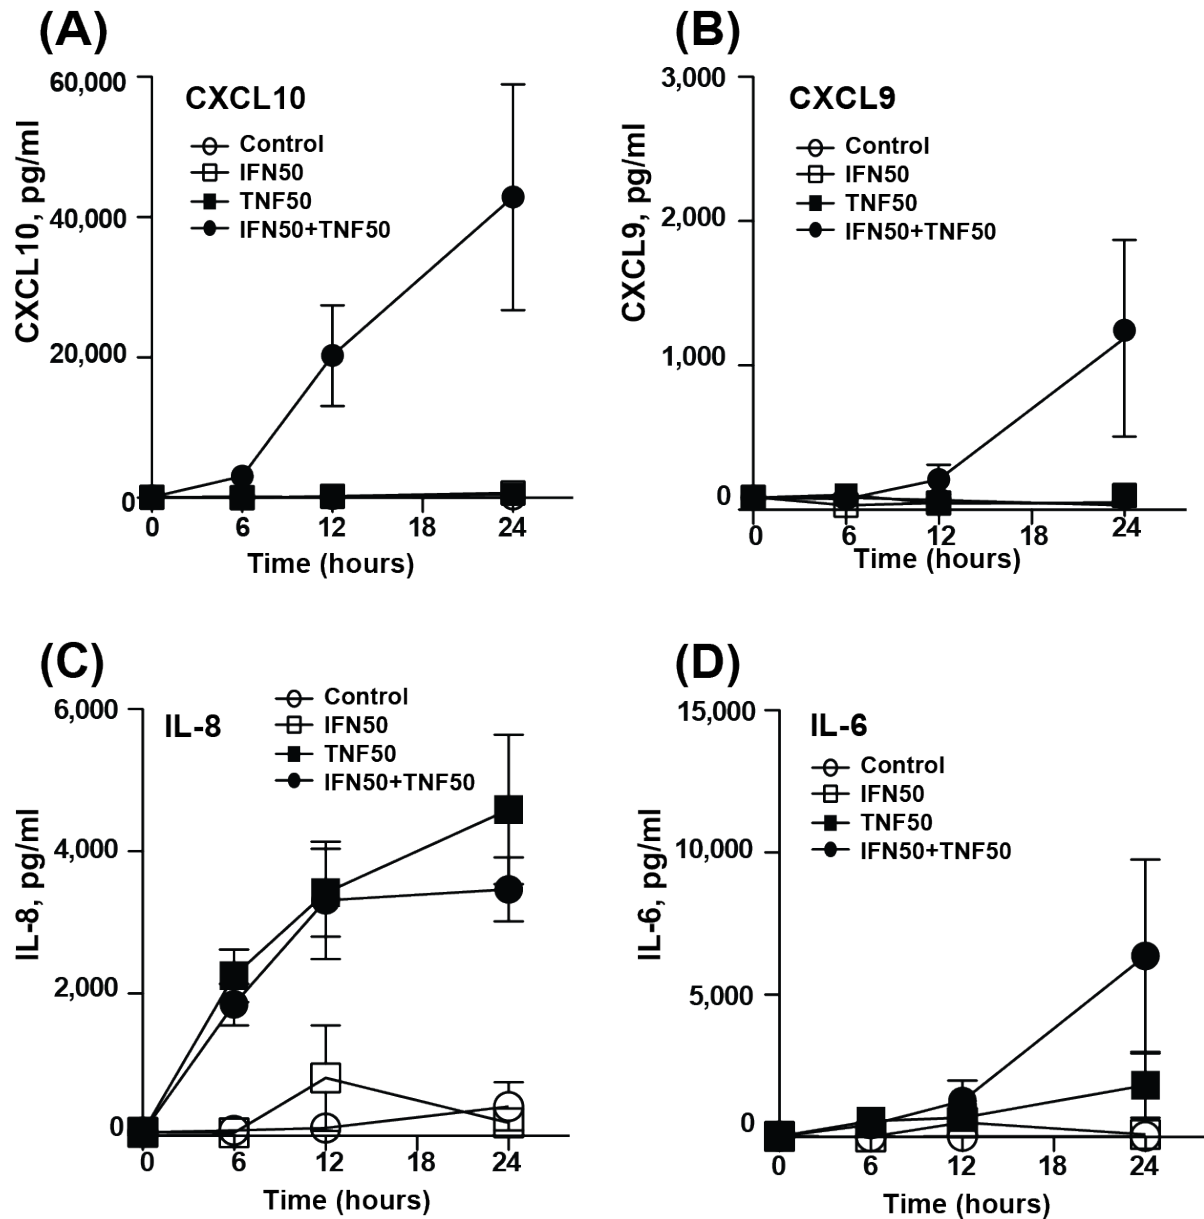 (A)
CXCL10
Control
IFN50
TNF50
IFN50+TNF50
CXCL10, pg/ml
60,000
40,000
20,000
0
0 6 12 18 24
Time (hours)
(B)
CXCL9
Control
IFN50
TNF50
IFN50+TNF50
CXCL9, pg/ml
3,000
2,000
1,000
0
0 6 12 18 24
Time (hours)
(C)
IL-8
Control
IFN50
TNF50
IFN50+TNF50
IL-8, pg/ml
6,000
4,000
2,000
0
0 6 12 18 24
Time (hours)
(D)
IL-6
Control
IFN50
TNF50
IFN50+TNF50
IL-6, pg/ml
15,000
10,000
5,000
0
0 6 12 18 24
Time (hours)